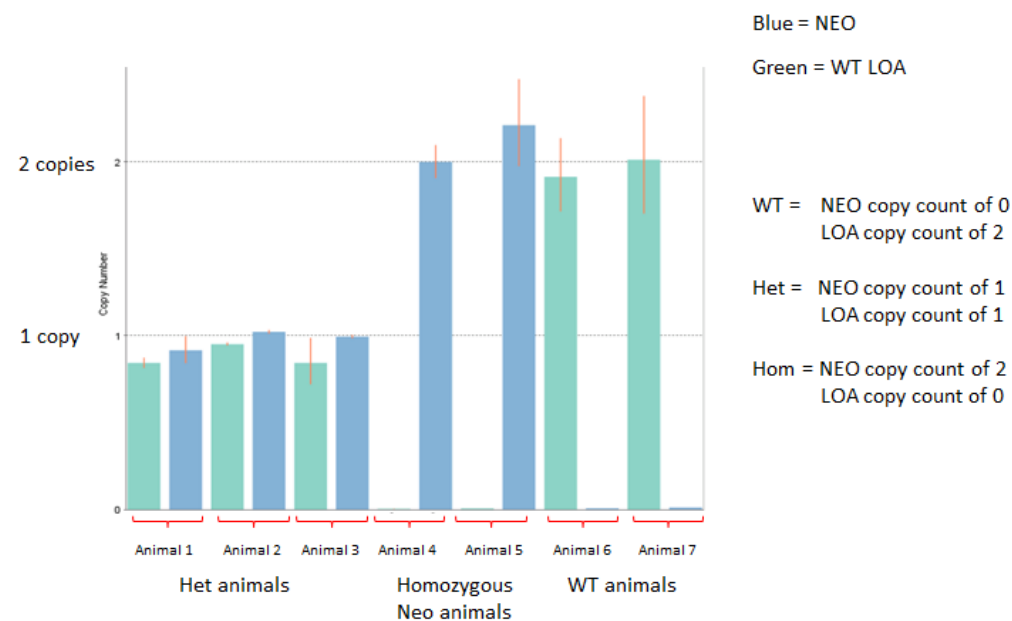 Blue = NEO
Green = WT LOA
2 copies
2
WT = NEO copy count of 0
LOA copy count of 2
Copy Number
Het = NEO copy count of 1
LOA copy count of 1
1 copy
1
Hom = NEO copy count of 2
LOA copy count of 0
0
Animal 1 Animal 2 Animal 3 Animal 4 Animal 5 Animal 6 Animal 7
Het animals Homozygous WT animals
Neo animals